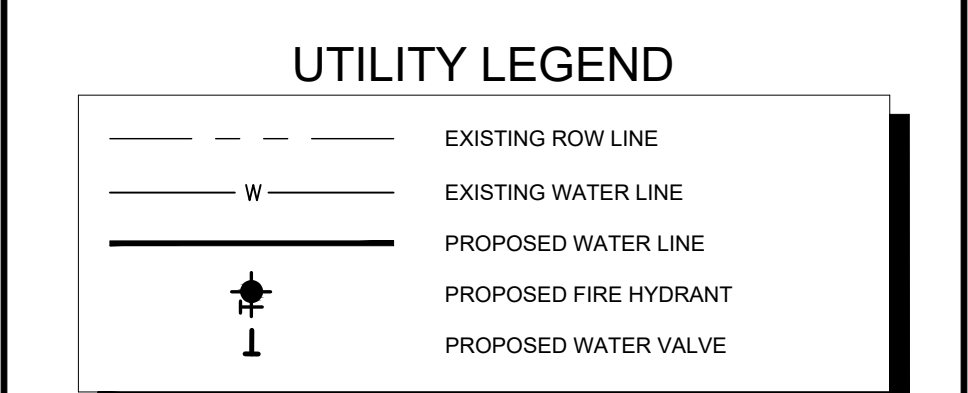 UTILITY LEGEND
EXISTING ROW LINE
W EXISTING WATER LINE
PROPOSED WATER LINE
PROPOSED FIRE HYDRANT
PROPOSED WATER VALVE